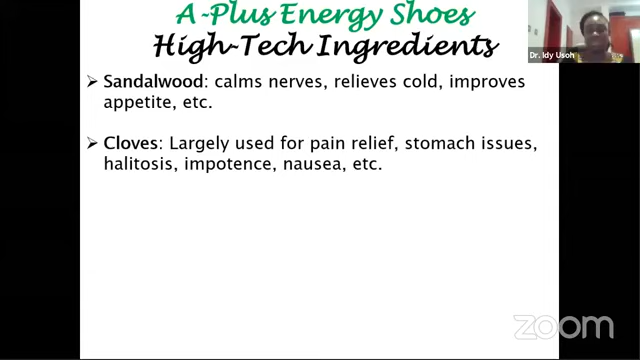 A-Plus Energy Shoes
High-Tech Ingredients
Dr. Idy Usoh
➤ Sandalwood: calms nerves, relieves cold, improves
appetite, etc.
➤ Cloves: Largely used for pain relief, stomach issues,
halitosis, impotence, nausea, etc.
zoom